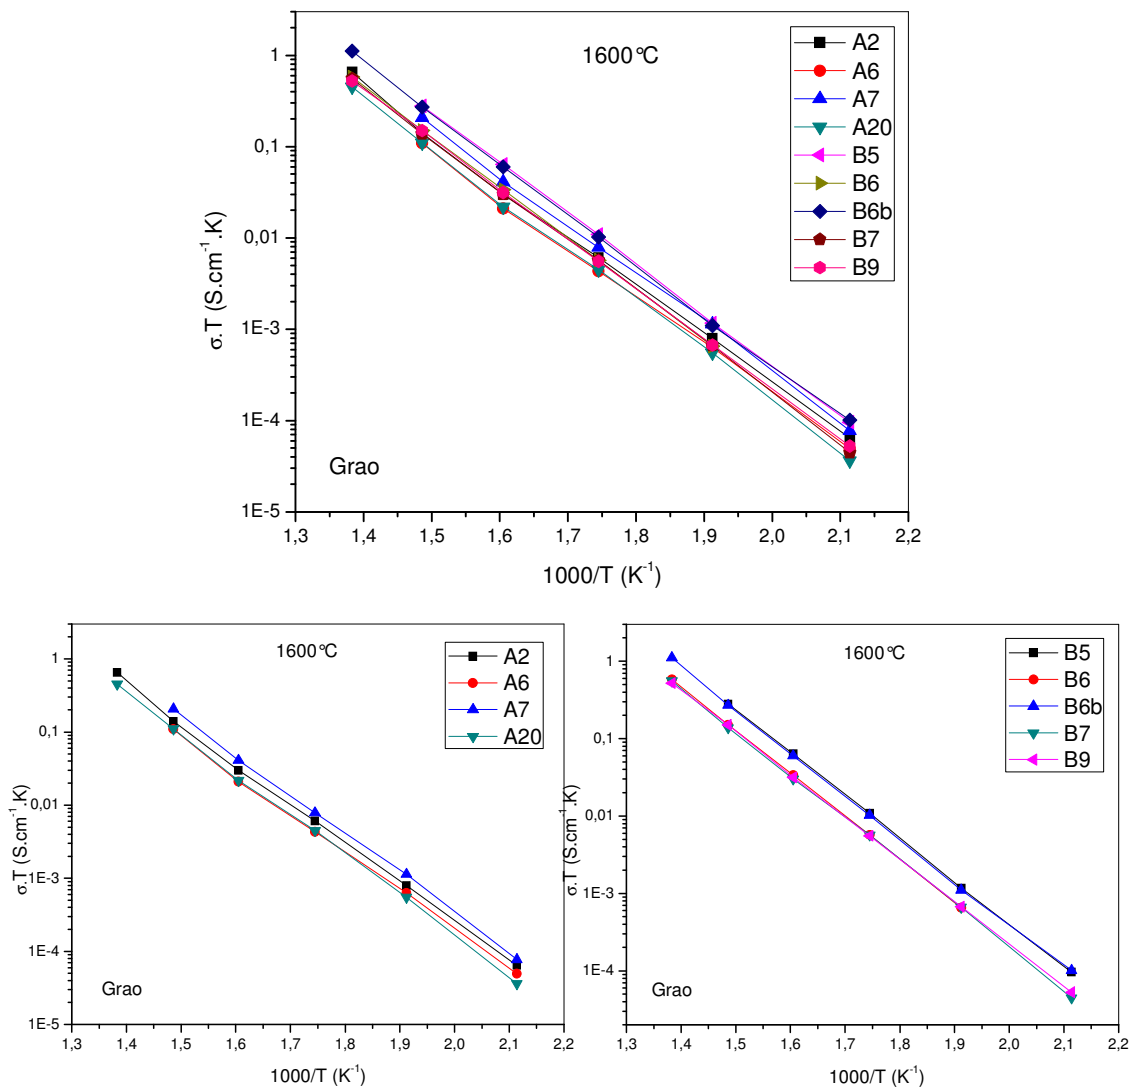 1600°C
A2
A6
A7
A20
B5
B6
B6b
B7
B9
1
0,1
0,01
1E-3
1E-4
1E-5
σ.T (S.cm⁻¹.K)
Grao
1,3 1,4 1,5 1,6 1,7 1,8 1,9 2,0 2,1 2,2
1000/T (K⁻¹)
1600°C
A2
A6
A7
A20
1
0,1
0,01
1E-3
1E-4
1E-5
σ.T (S.cm⁻¹.K)
Grao
1,3 1,4 1,5 1,6 1,7 1,8 1,9 2,0 2,1 2,2
1000/T (K⁻¹)
1600°C
B5
B6
B6b
B7
B9
1
0,1
0,01
1E-3
1E-4
σ.T (S.cm⁻¹.K)
Grao
1,3 1,4 1,5 1,6 1,7 1,8 1,9 2,0 2,1 2,2
1000/T (K⁻¹)